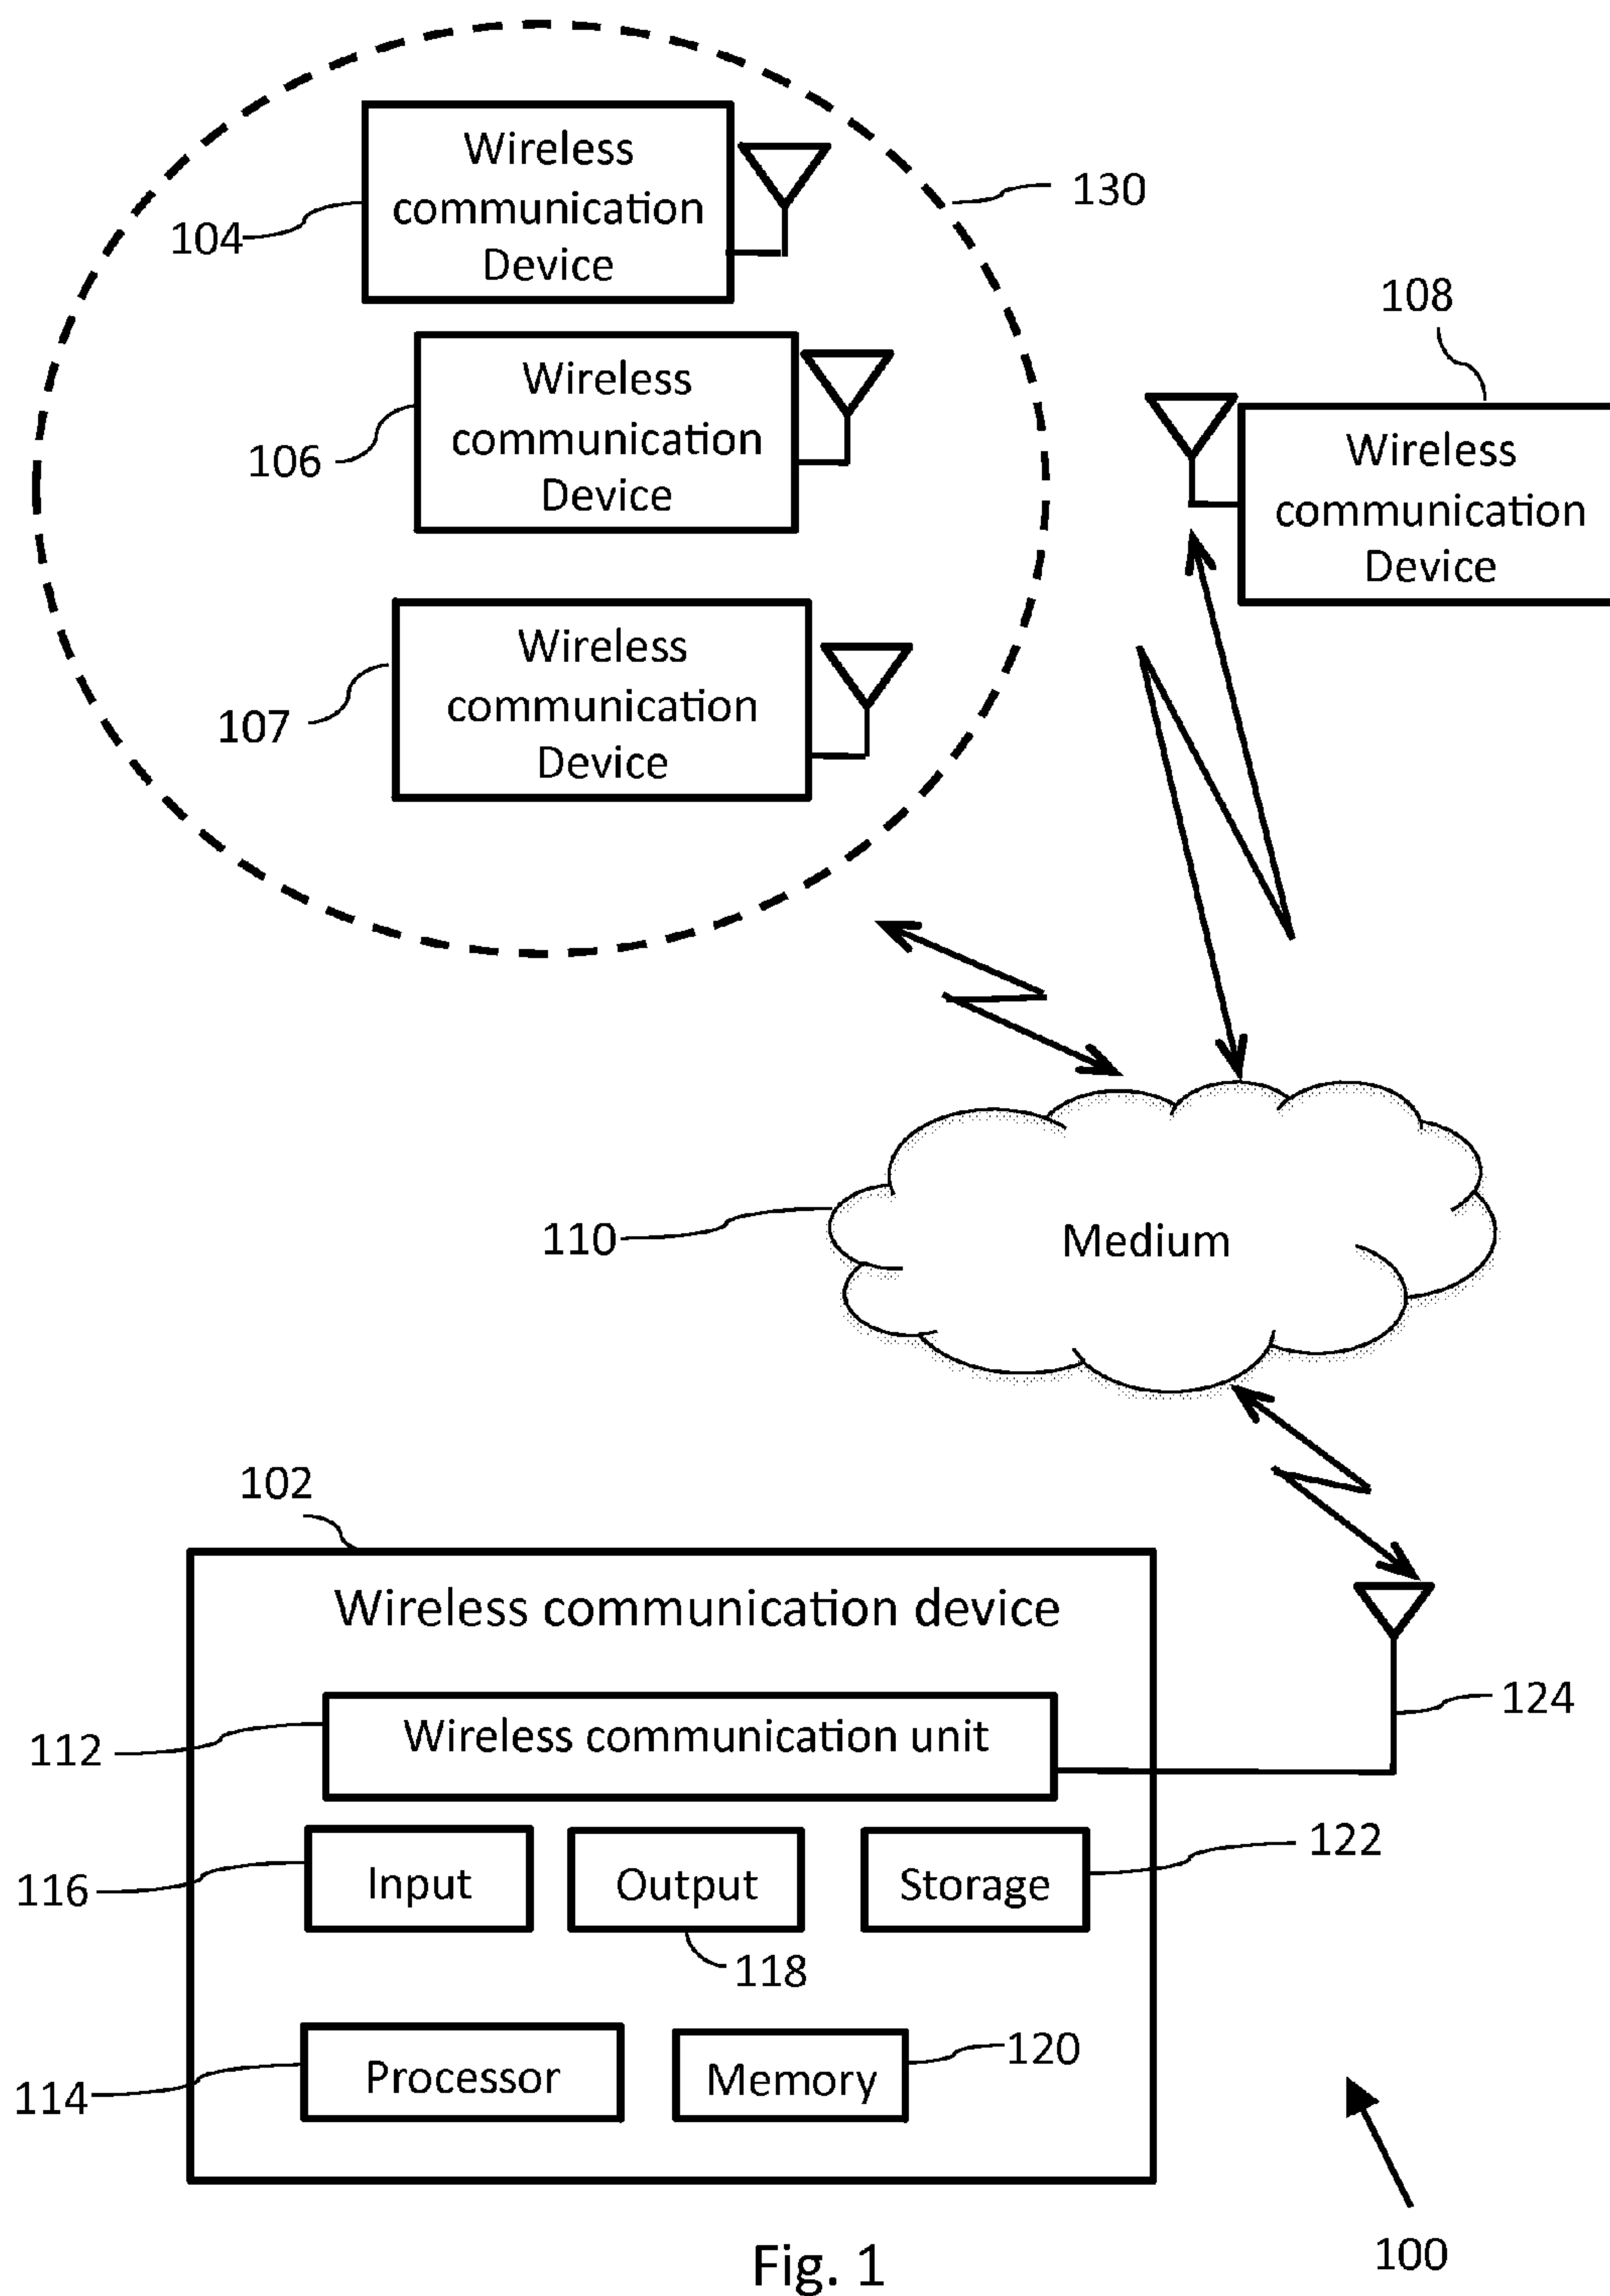 Wireless
communication
Device
104
130
Wireless
communication
Device
106
108
Wireless
communication
Device
Wireless
communication
Device
107
110
Medium
102
Wireless communication device
Wireless communication unit
112
124
Input
116
Output
118
Storage
122
Processor
114
Memory
120
100
Fig. 1